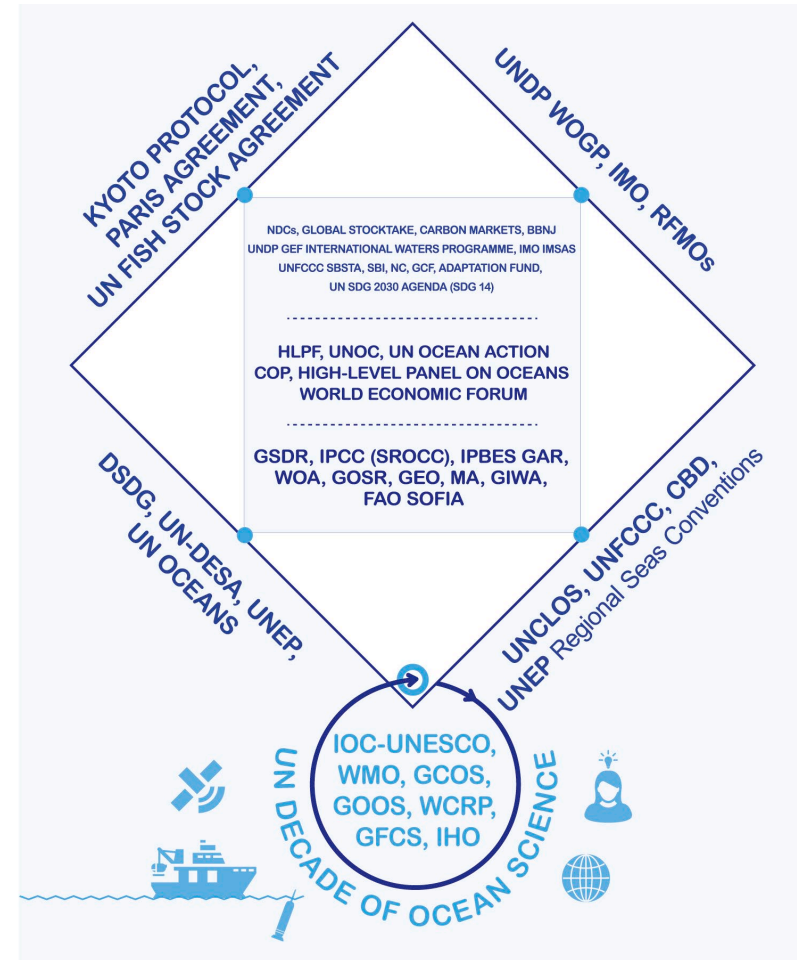 KYOTO PROTOCOL,
PARIS AGREEMENT,
UN FISH STOCK AGREEMENT
UNDP WOGP, IMO, RFMOs
NDCs, GLOBAL STOCKTAKE, CARBON MARKETS, BBNJ
UNDP GEF INTERNATIONAL WATERS PROGRAMME, IMO IMSAS
UNFCCC SBSTA, SBI, NC, GCF, ADAPTATION FUND,
UN SDG 2030 AGENDA (SDG 14)
HLPF, UNOC, UN OCEAN ACTION
COP, HIGH-LEVEL PANEL ON OCEANS
WORLD ECONOMIC FORUM
GSDR, IPCC (SROCC), IPBES GAR,
WOA, GOSR, GEO, MA, GIWA,
FAO SOFIA
DSDG, UN-DESA, UNEP,
UN OCEANS
UNCLOS, UNFCCC, CBD,
UNEP Regional Seas Conventions
IOC-UNESCO,
WMO, GCOS,
GOOS, WCRP,
GFCS, IHO
UN DECADE OF OCEAN SCIENCE